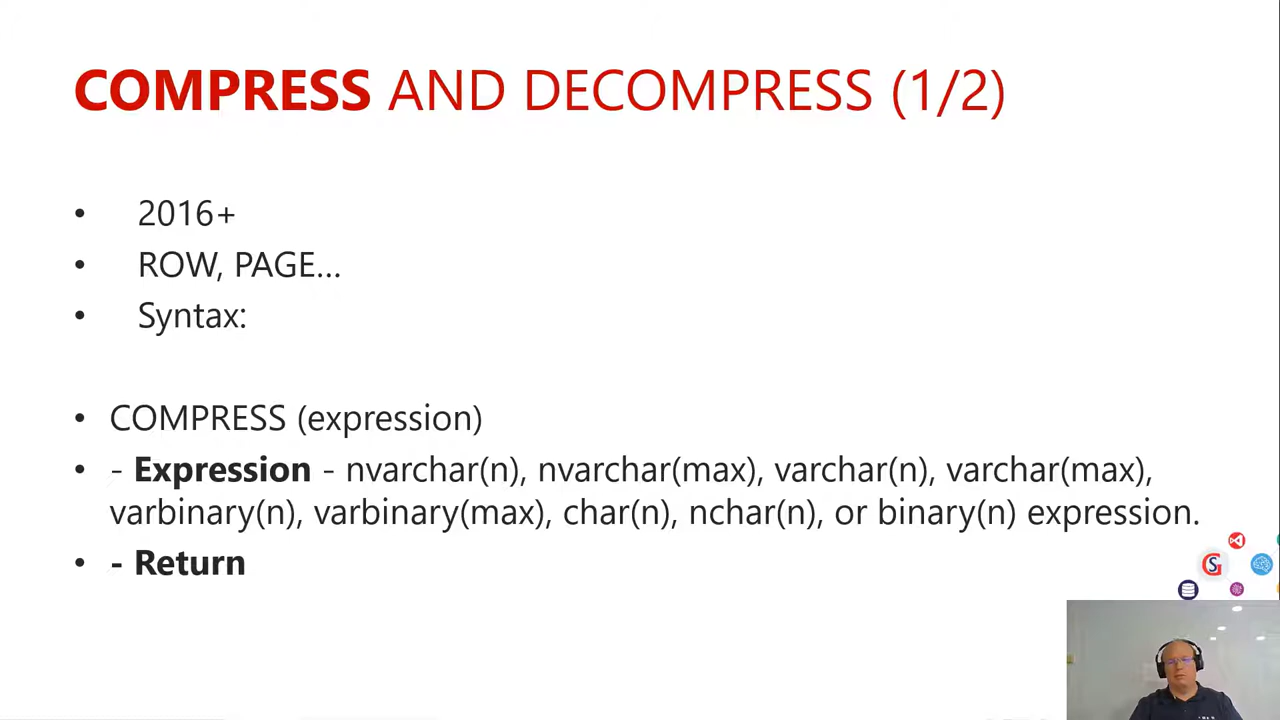 COMPRESS AND DECOMPRESS (1/2)
• 2016+
• ROW, PAGE...
• Syntax:
• COMPRESS (expression)
• - Expression - nvarchar(n), nvarchar(max), varchar(n), varchar(max),
varbinary(n), varbinary(max), char(n), nchar(n), or binary(n) expression.
• - Return